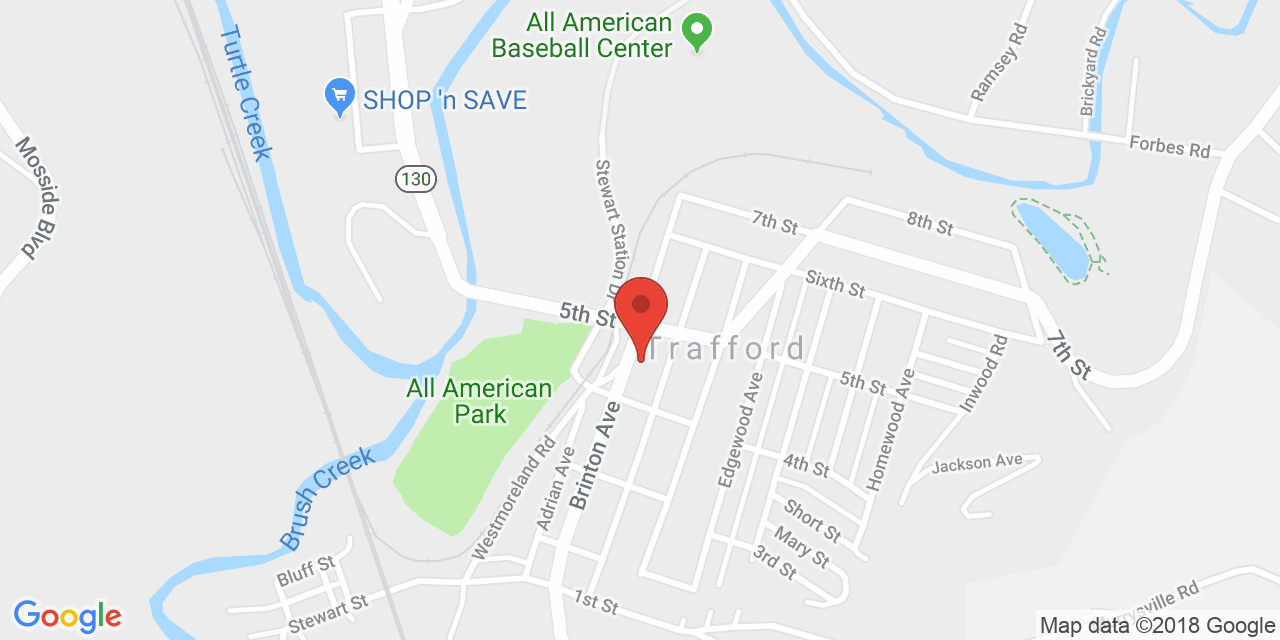 All American
Baseball Center
Turtle Creek
SHOP 'n SAVE
Ramsey Rd
Brickyard Rd
Forbes Rd
Mosside Blvd
130
Stewart Station Dr
7th St
8th St
Sixth St
5th St
Trafford
7th St
Inwood Rd
5th St
All American
Park
Edgewood Ave
Homewood Ave
Brinton Ave
Jackson Ave
4th St
Brush Creek
Westmoreland Rd
Adrian Ave
Short St
Mary St
3rd St
Bluff St
Stewart St
1st St
Google
Map data ©2018 Google